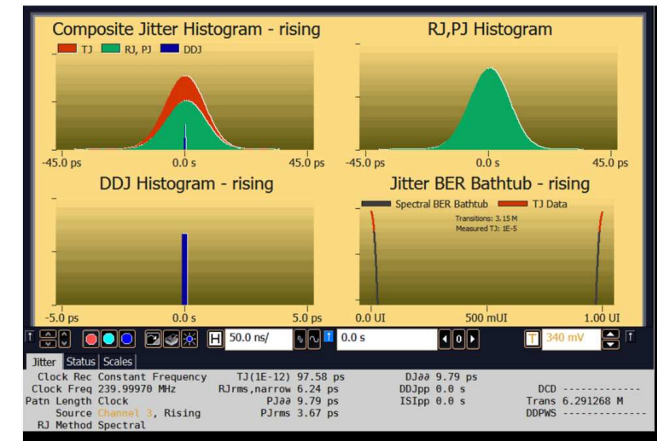 Composite Jitter Histogram - rising
TJ RJ, PJ DDJ
-45.0 ps 0.0 s 45.0 ps
RJ,PJ Histogram
-45.0 ps 0.0 s 45.0 ps
DDJ Histogram - rising
-5.0 ps 0.0 s 5.0 ps
Jitter BER Bathtub - rising
Spectral BER Bathtub TJ Data
Transitions: 3.15 M
Measured TJ: 1E-5
0.0 UI 500 mUI 1.00 UI
H 50.0 ns/ 0.0 s 0 T 340 mV
Jitter Status Scales
Clock Rec Constant Frequency TJ(1E-12) 97.58 ps DJ∂∂ 9.79 ps
Clock Freq 239.99970 MHz RJrms,narrow 6.24 ps DDJpp 0.0 s DCD -------------
Patn Length Clock PJ∂∂ 9.79 ps ISIpp 0.0 s Trans 6.291268 M
Source Channel 3, Rising PJrms 3.67 ps DDPWS -------------
RJ Method Spectral